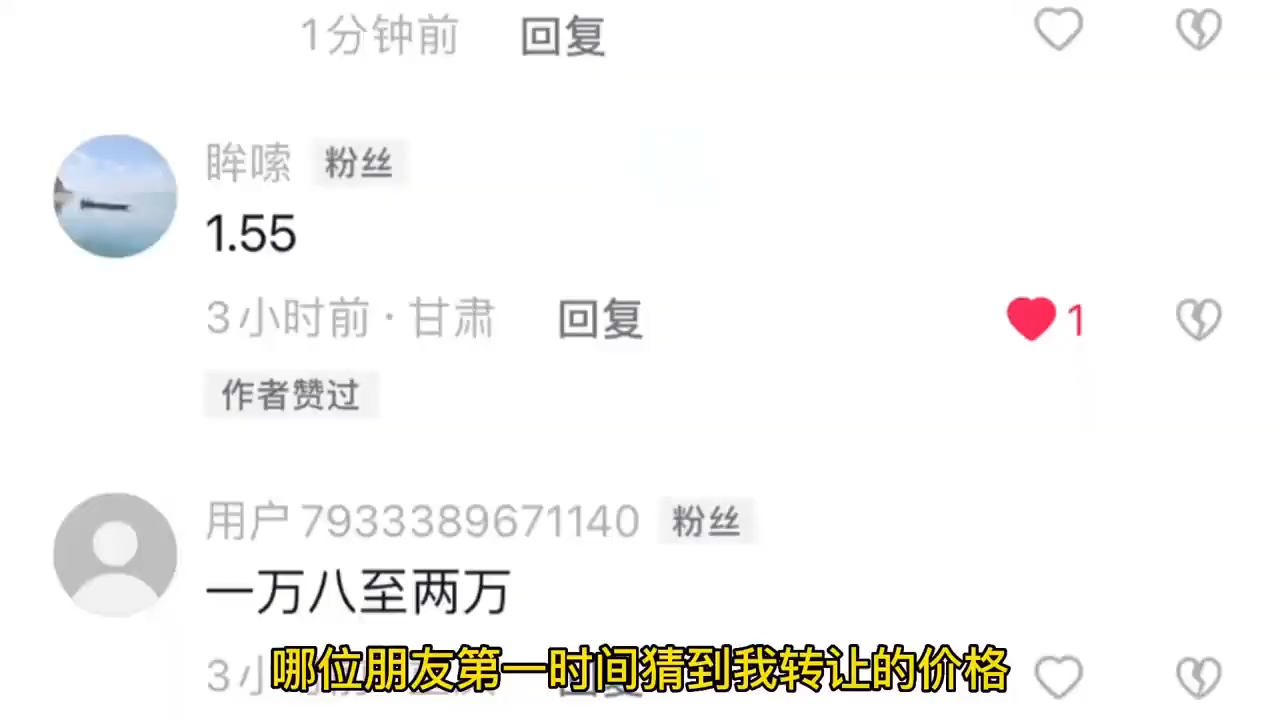 1分钟前 回复
眸嗦 粉丝
1.55
3小时前·甘肃 回复 1
作者赞过
用户7933389671140 粉丝
一万八至两万
哪位朋友第一时间猜到我转让的价格